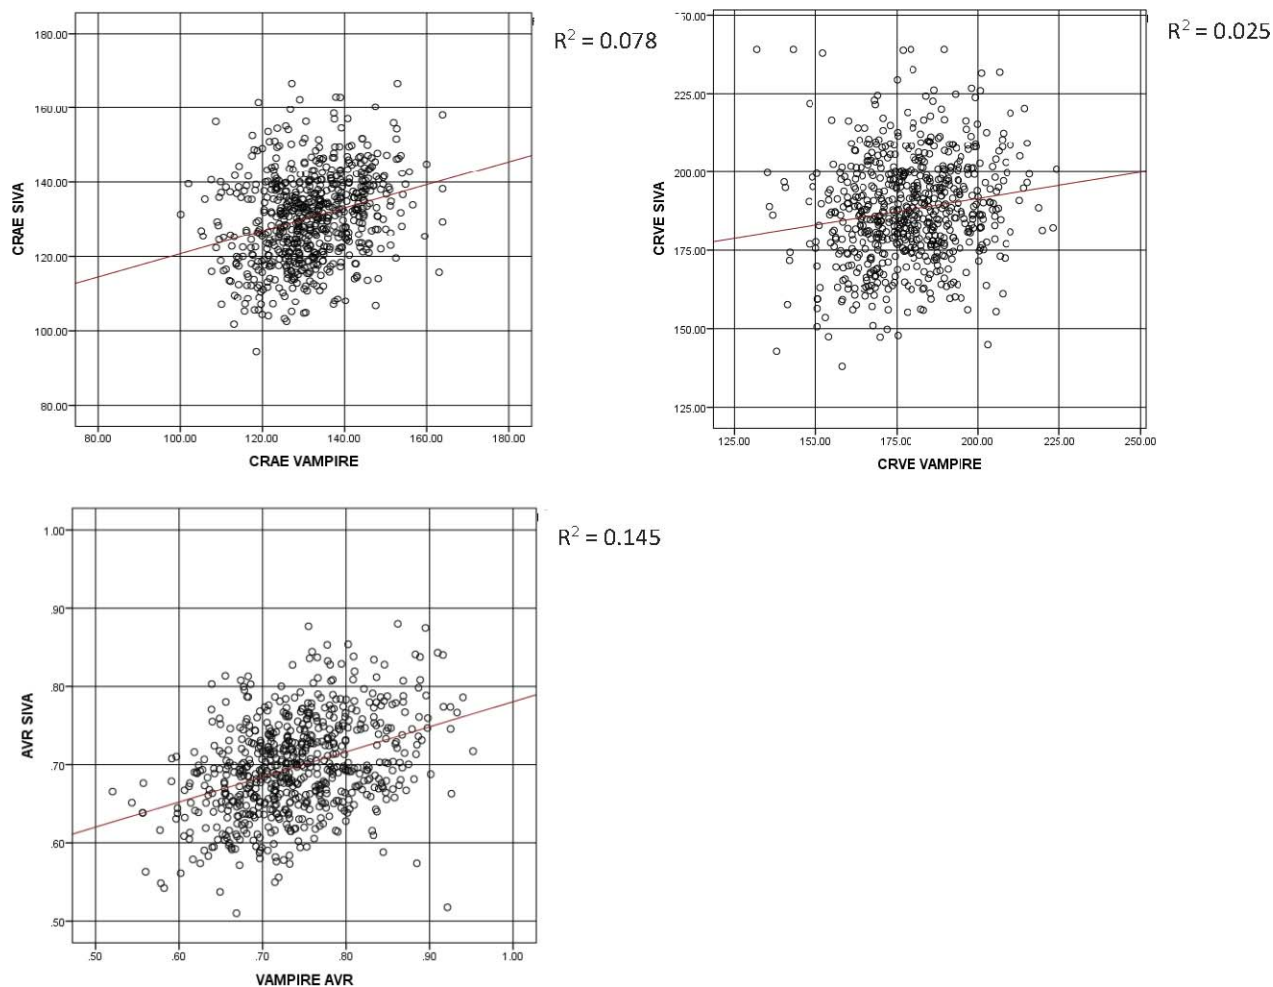 R² = 0.078
180.00
160.00
140.00
120.00
100.00
80.00
CRAE SIVA
80.00 100.00 120.00 140.00 160.00 180.00
CRAE VAMPIRE
R² = 0.025
225.00
200.00
175.00
150.00
125.00
CRVE SIVA
125.00 150.00 175.00 200.00 225.00 250.00
CRVE VAMPIRE
R² = 0.145
1.00
.90
.80
.70
.60
.50
AVR SIVA
.50 .60 .70 .80 .90 1.00
VAMPIRE AVR